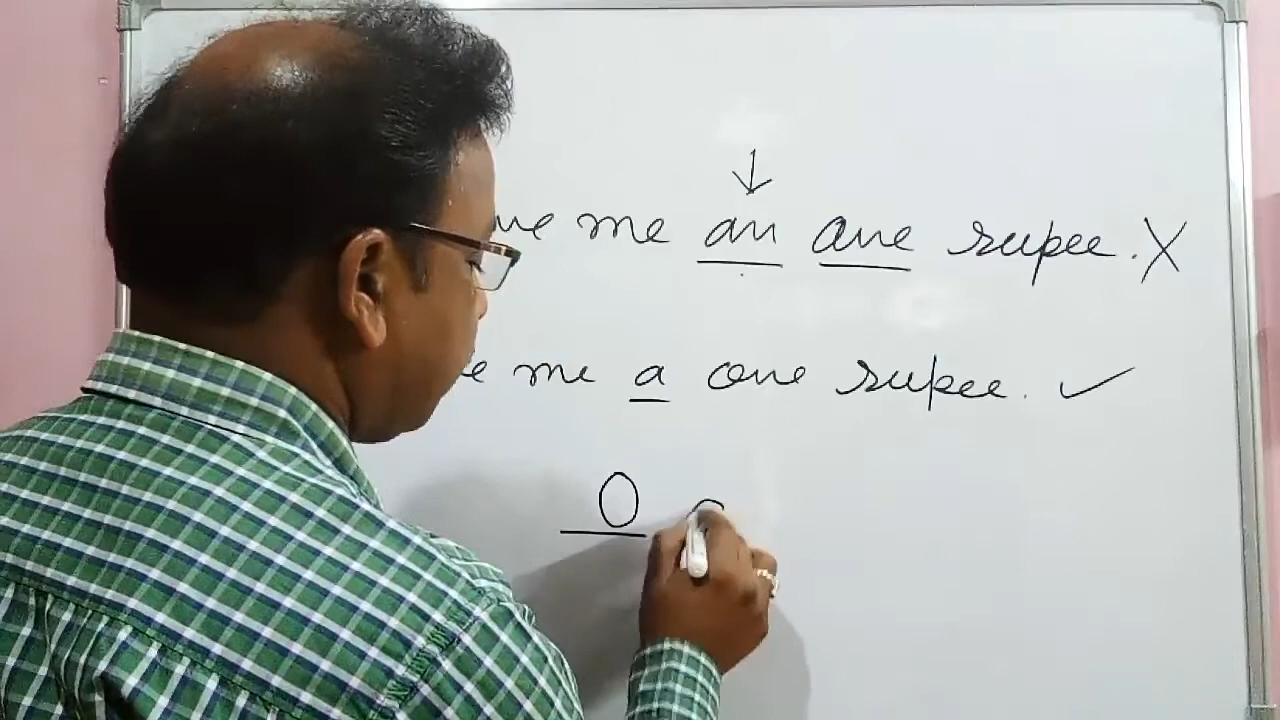 ve me an one rupee. X
e me a one rupee. ✓
O